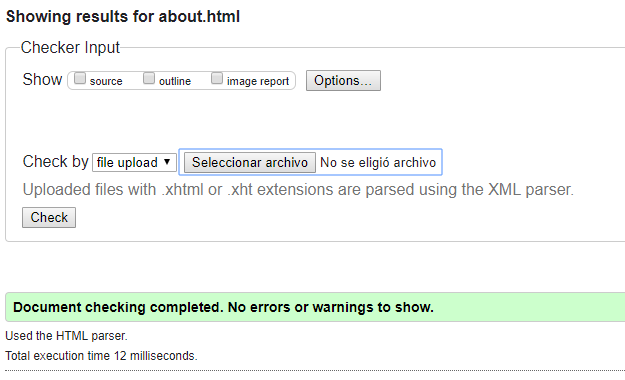 Showing results for about.html
Checker Input
Show source outline image report Options...
Check by file upload Seleccionar archivo No se eligió archivo
Uploaded files with .xhtml or .xht extensions are parsed using the XML parser.
Check
Document checking completed. No errors or warnings to show.
Used the HTML parser.
Total execution time 12 milliseconds.